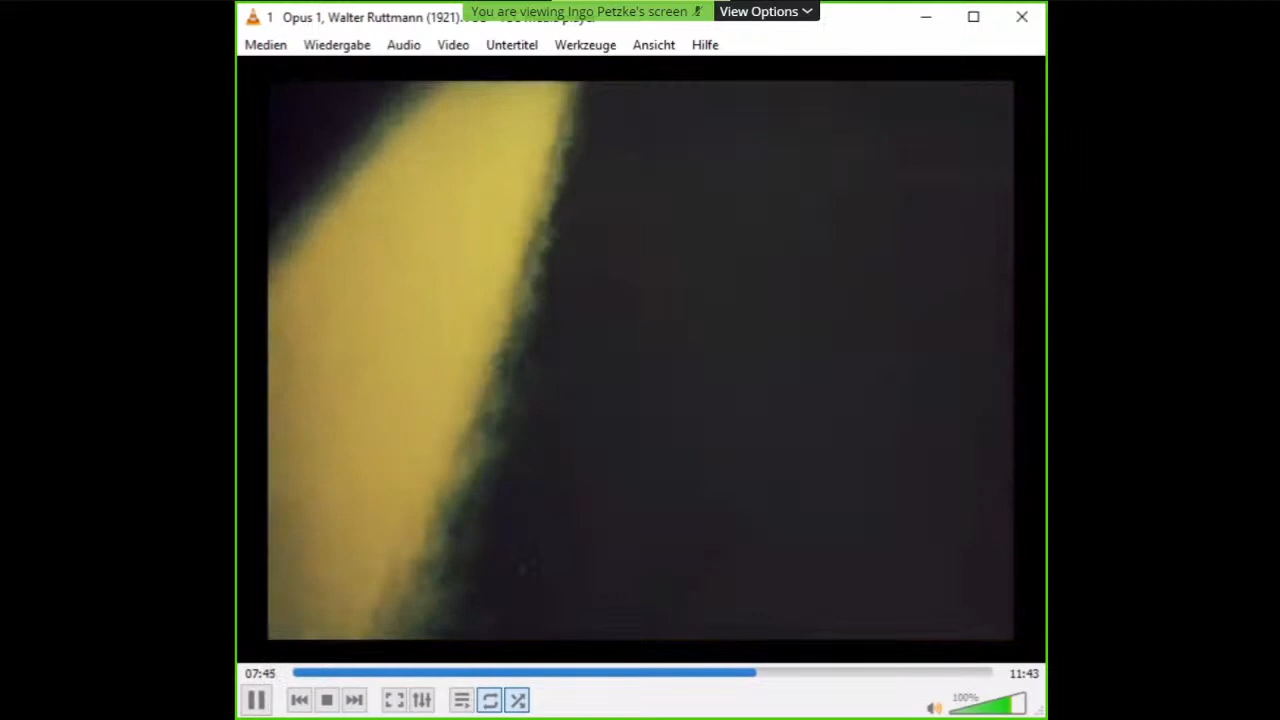 You are viewing Ingo Petzke's screen
View Options
1 Opus 1, Walter Ruttmann (1921).
Medien Wiedergabe Audio Video Untertitel Werkzeuge Ansicht Hilfe
07:45
11:43
100%